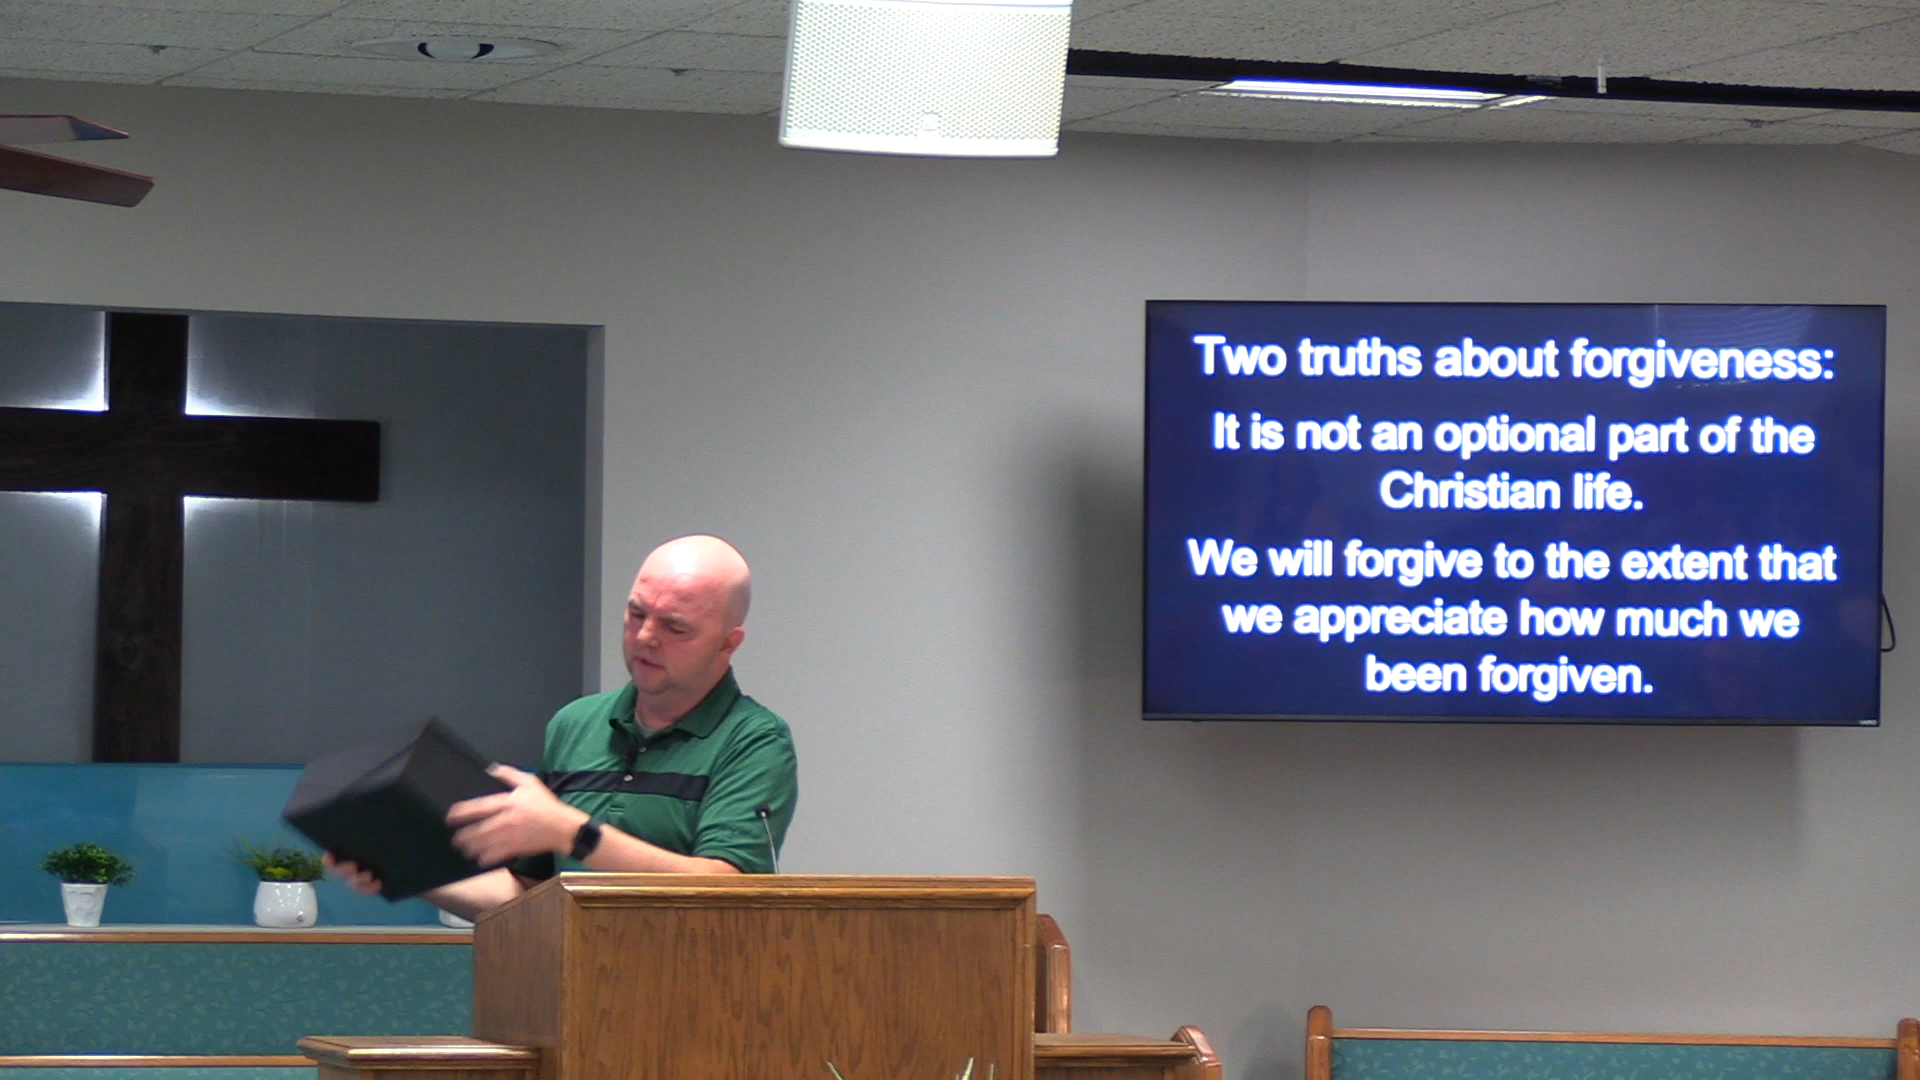 Two truths about forgiveness:
It is not an optional part of the
Christian life.
We will forgive to the extent that
we appreciate how much we
been forgiven.